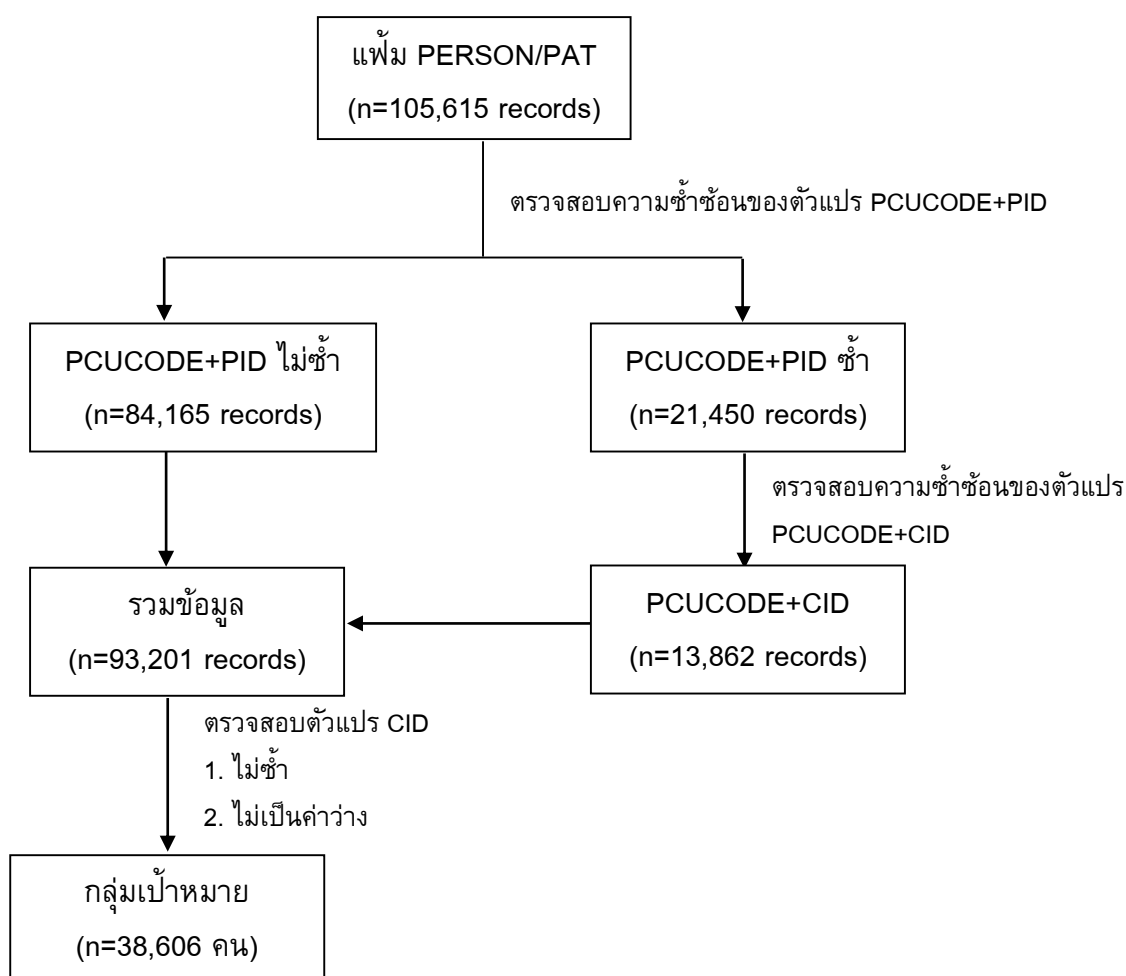 แฟ้ม PERSON/PAT
(n=105,615 records)
ตรวจสอบความซ้ำซ้อนของตัวแปร PCUCODE+PID
PCUCODE+PID ไม่ซ้ำ
(n=84,165 records)
PCUCODE+PID ซ้ำ
(n=21,450 records)
ตรวจสอบความซ้ำซ้อนของตัวแปร
PCUCODE+CID
รวมข้อมูล
(n=93,201 records)
PCUCODE+CID
(n=13,862 records)
ตรวจสอบตัวแปร CID
1. ไม่ซ้ำ
2. ไม่เป็นค่าว่าง
กลุ่มเป้าหมาย
(n=38,606 คน)